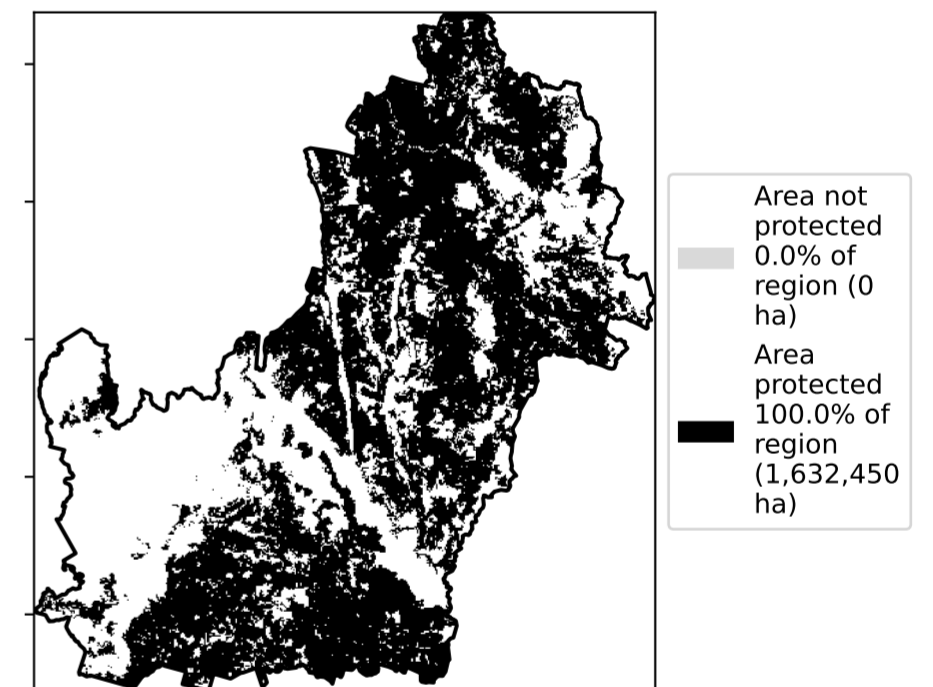 Area not
protected
0.0% of
region (0
ha)
Area
protected
100.0% of
region
(1,632,450
ha)